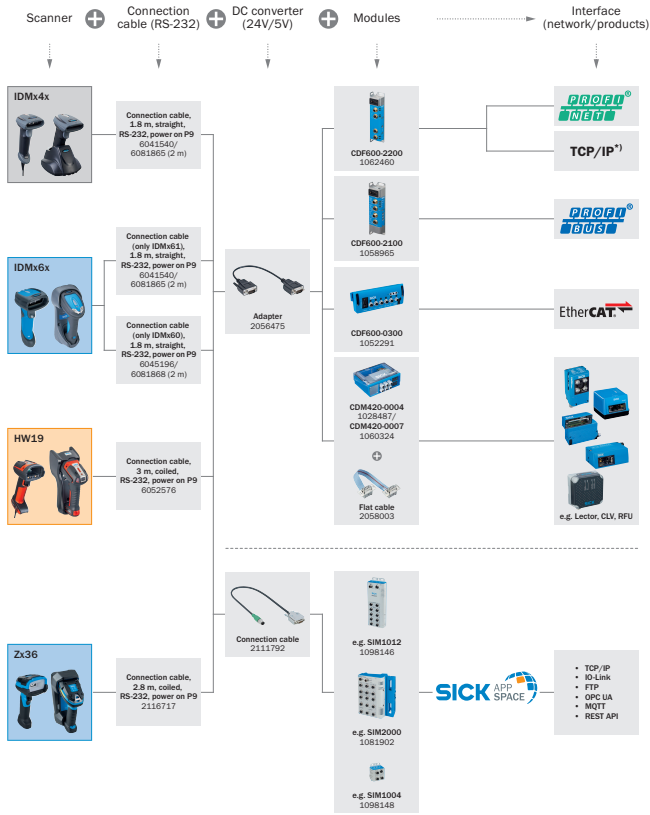 Scanner
Connection
cable (RS-232)
DC converter
(24V/5V)
Modules
Interface
(network/products)
IDMx4x
Connection cable,
1.8 m, straight,
RS-232, power on P9
6041540/
6081865 (2 m)
IDMx6x
Connection cable
(only IDMx61),
1.8 m, straight,
RS-232, power on P9
6041540/
6081865 (2 m)
Connection cable
(only IDMx60),
1.8 m, straight,
RS-232, power on P9
6045196/
6081868 (2 m)
HW19
Connection cable,
3 m, coiled,
RS-232, power on P9
6052576
Zx36
Connection cable,
2.8 m, coiled,
RS-232, power on P9
2116717
Adapter
2056475
Connection cable
2111792
CDF600-2200
1062460
CDF600-2100
1058965
CDF600-0300
1052291
CDM420-0004
1028487/
CDM420-0007
1060324
Flat cable
2058003
e.g. SIM1012
1098146
e.g. SIM2000
1081902
e.g. SIM1004
1098148
PROFI®
NET
TCP/IP*)
PROFI®
BUS
EtherCAT®
SICK
e.g. Lector, CLV, RFU
SICK APP
SPACE
• TCP/IP
• IO-Link
• FTP
• OPC UA
• MQTT
• REST API